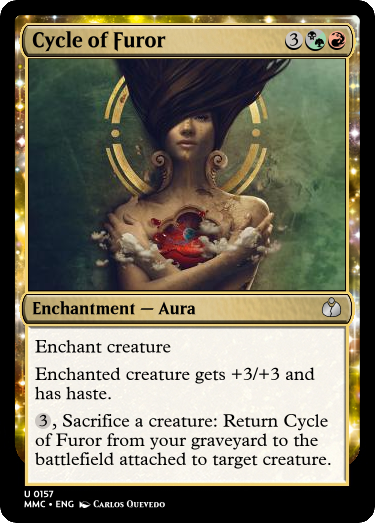 Cycle of Furor 3
Enchantment — Aura
Enchant creature
Enchanted creature gets +3/+3 and
has haste.
3, Sacrifice a creature: Return Cycle
of Furor from your graveyard to the
battlefield attached to target creature.
U 0157
MMC • ENG Carlos Quevedo